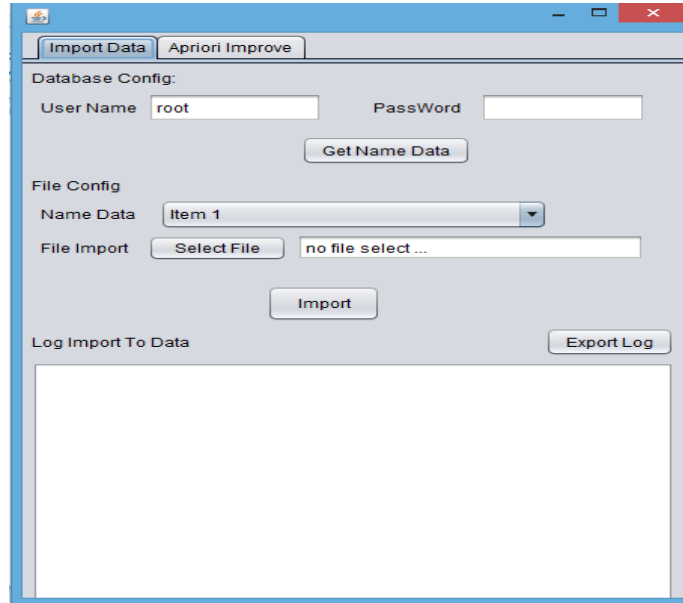 Import Data Apriori Improve
Database Config:
User Name root PassWord
Get Name Data
File Config
Name Data Item 1
File Import Select File no file select ...
Import
Log Import To Data Export Log